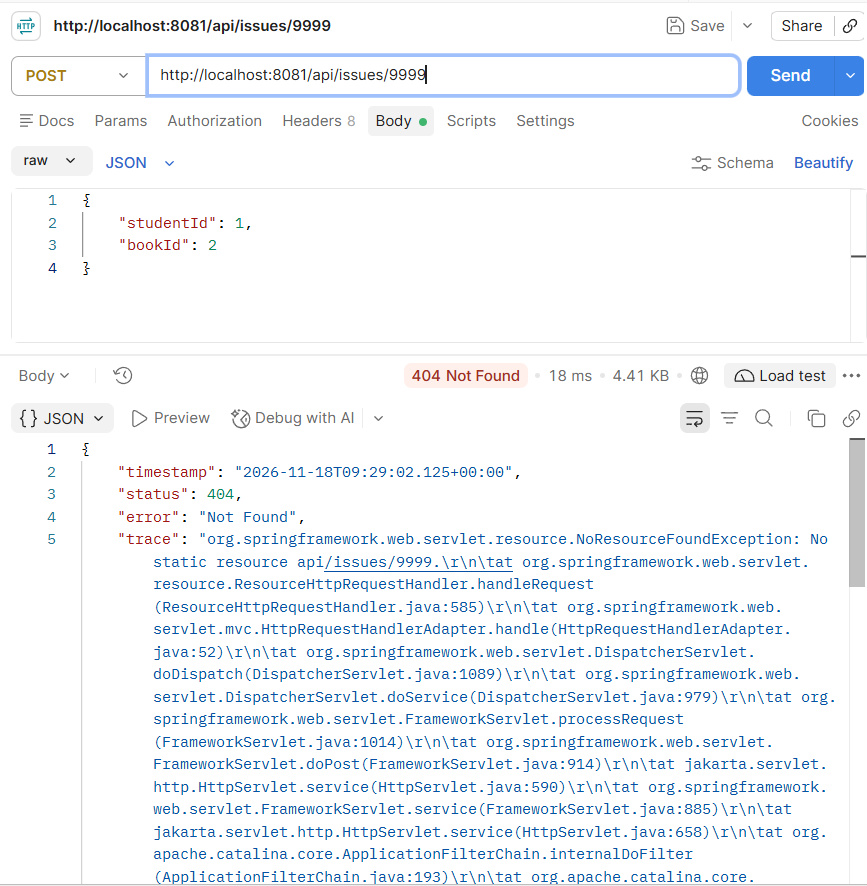 HTTP http://localhost:8081/api/issues/9999 Save Share
POST http://localhost:8081/api/issues/9999 Send
Docs Params Authorization Headers 8 Body Scripts Settings Cookies
raw JSON Schema Beautify
1 {
2 "studentId": 1,
3 "bookId": 2
4 }
Body 404 Not Found 18 ms 4.41 KB Load test
{} JSON Preview Debug with AI
1 {
2 "timestamp": "2026-11-18T09:29:02.125+00:00",
3 "status": 404,
4 "error": "Not Found",
5 "trace": "org.springframework.web.servlet.resource.NoResourceFoundException: No
static resource api/issues/9999.\r\n\tat org.springframework.web.servlet.
resource.ResourceHttpRequestHandler.handleRequest
(ResourceHttpRequestHandler.java:585)\r\n\tat org.springframework.web.
servlet.mvc.HttpRequestHandlerAdapter.handle(HttpRequestHandlerAdapter.
java:52)\r\n\tat org.springframework.web.servlet.DispatcherServlet.
doDispatch(DispatcherServlet.java:1089)\r\n\tat org.springframework.web.
servlet.DispatcherServlet.doService(DispatcherServlet.java:979)\r\n\tat org.
springframework.web.servlet.FrameworkServlet.processRequest
(FrameworkServlet.java:1014)\r\n\tat org.springframework.web.servlet.
FrameworkServlet.doPost(FrameworkServlet.java:914)\r\n\tat jakarta.servlet.
http.HttpServlet.service(HttpServlet.java:590)\r\n\tat org.springframework.
web.servlet.FrameworkServlet.service(FrameworkServlet.java:885)\r\n\tat
jakarta.servlet.http.HttpServlet.service(HttpServlet.java:658)\r\n\tat org.
apache.catalina.core.ApplicationFilterChain.internalDoFilter
(ApplicationFilterChain.java:193)\r\n\tat org.apache.catalina.core.